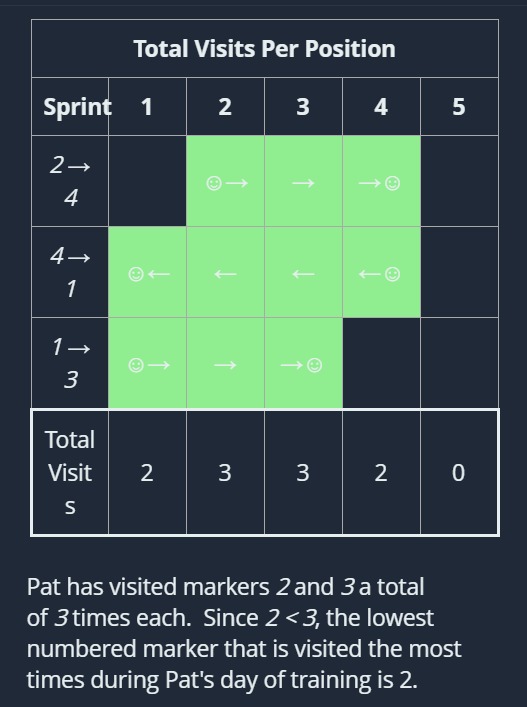 Total Visits Per Position
Sprint 1 2 3 4 5
2→
4
☺→ → →☺
4→
1
☺← ← ← ←☺
1→
3
☺→ → →☺
Total
Visit
s
2 3 3 2 0
Pat has visited markers 2 and 3 a total
of 3 times each.  Since 2 < 3, the lowest
numbered marker that is visited the most
times during Pat's day of training is 2.